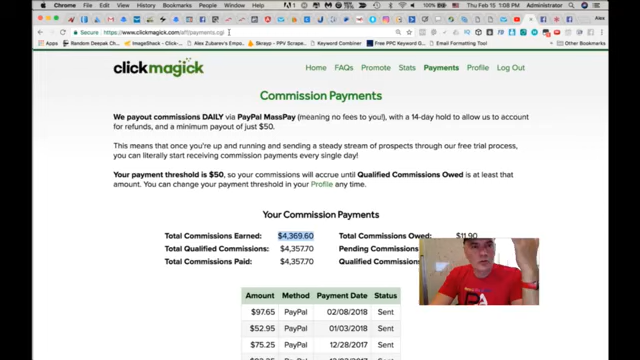 Chrome File Edit View History Bookmarks People Window Help
100% Thu Feb 15 1:08 PM Administrator
Alex
Secure https://www.clickmagick.com/aff/payments.cgi
Apps Random Deepak Ch ImageShack - Ch Alex Zubarev's Empo Skrapp - PPV Scrape Keyword Combiner Free PPC Keyword Gen Email Formatting Tool
clickmagick
Home FAQs Promote Stats Payments Profile Log Out
Commission Payments
We payout commissions DAILY via PayPal MassPay (meaning no fees to you!), with a 14-day hold to allow us to account
for refunds, and a minimum payout of just $50.
This means that once you're up and running and sending a steady stream of prospects through our free trial process,
you can literally start receiving commission payments every single day!
Your payment threshold is $50, so your commissions will accrue until Qualified Commissions Owed is at least that
amount. You can change your payment threshold in your Profile any time.
Your Commission Payments
Total Commissions Earned: $4,369.60 Total Commissions Owed: $11.90
Total Qualified Commissions: $4,357.70 Pending Commissions
Total Commissions Paid: $4,357.70 Qualified Commissions
Amount Method Payment Date Status
$97.65 PayPal 02/08/2018 Sent
$52.95 PayPal 01/03/2018 Sent
$75.25 PayPal 12/28/2017 Sent